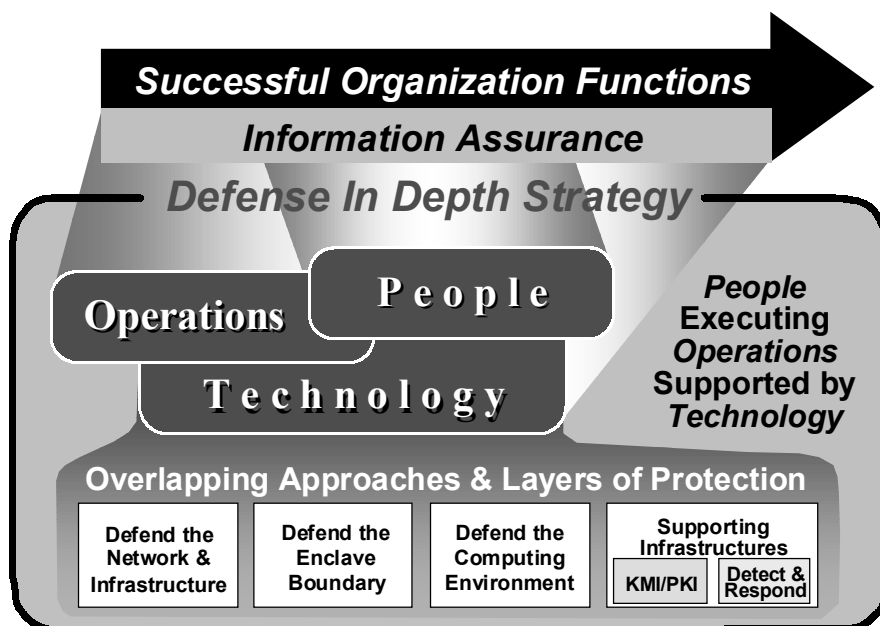 Successful Organization Functions
Information Assurance
Defense In Depth Strategy
Operations
People
Technology
People
Executing
Operations
Supported by
Technology
Overlapping Approaches & Layers of Protection
Defend the
Network &
Infrastructure
Defend the
Enclave
Boundary
Defend the
Computing
Environment
Supporting
Infrastructures
KMI/PKI
Detect &
Respond